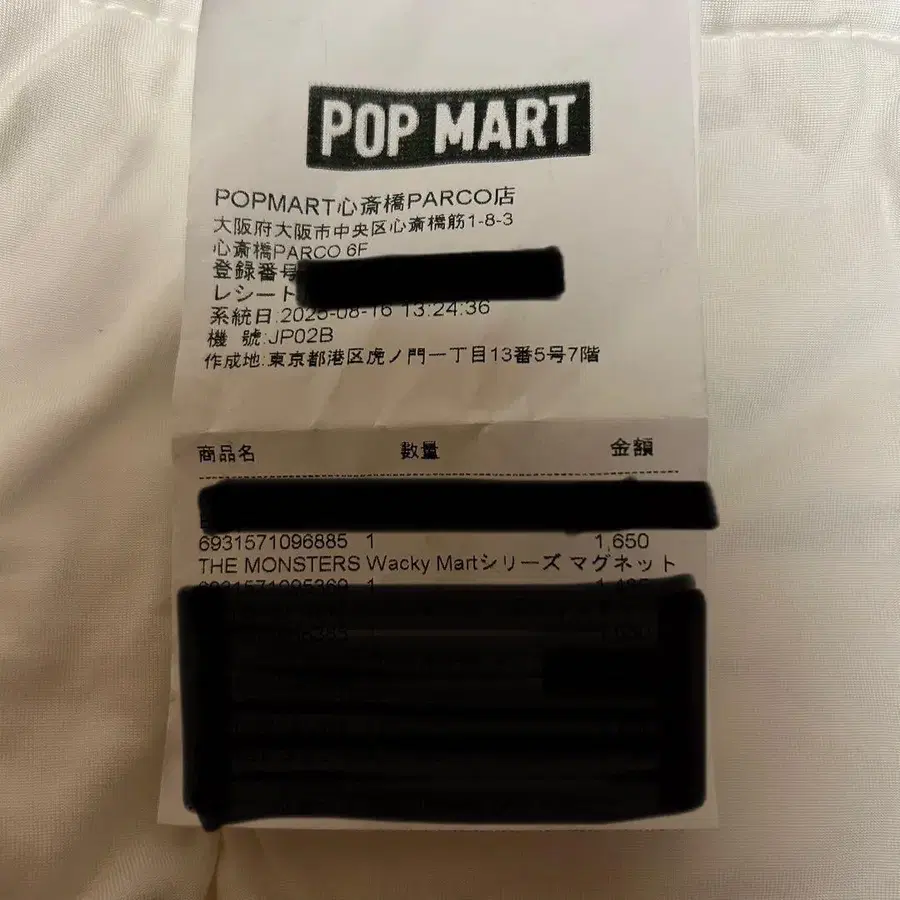 POP MART
POPMART心斎橋PARCO店
大阪府大阪市中央区心斎橋筋1-8-3
心斎橋PARCO 6F
登録番号
レシート
系統日:2025-08-16 13:24:36
機 號:JP02B
作成地:東京都港区虎ノ門一丁目13番5号7階
商品名 数量 金額
6931571096885 1 1,650
THE MONSTERS Wacky Martシリーズ マグネット
1